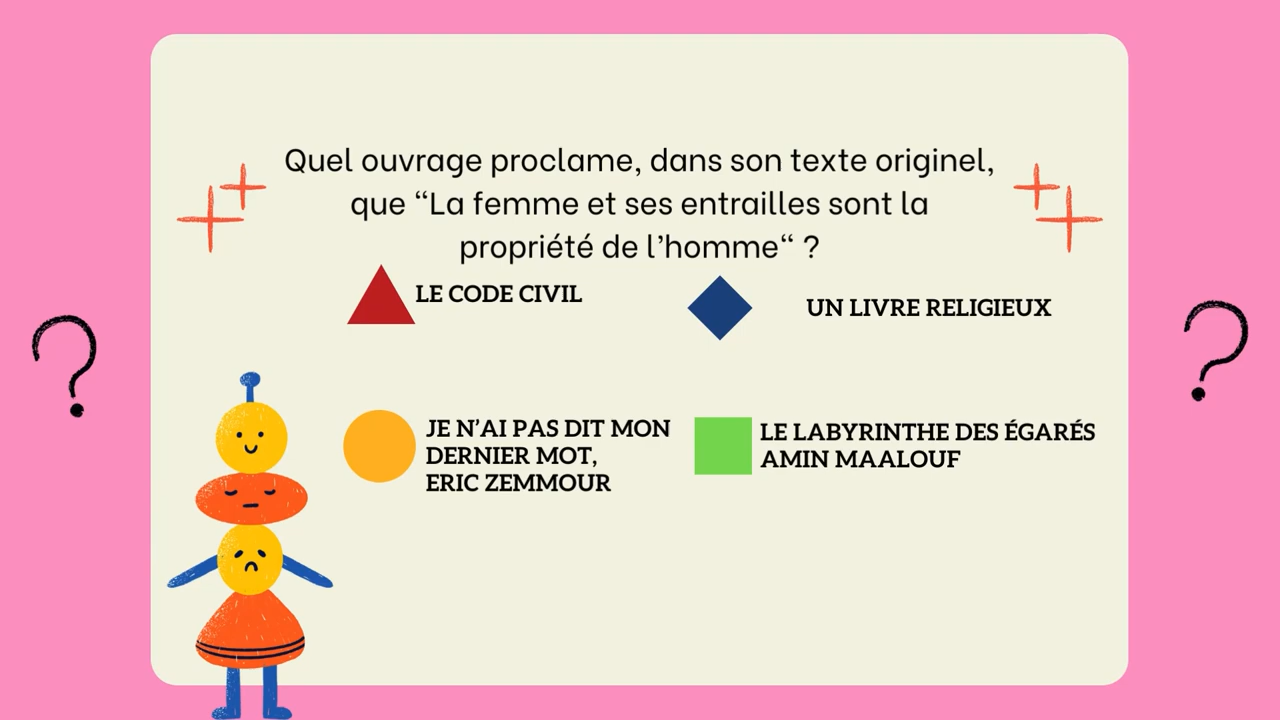 Quel ouvrage proclame, dans son texte originel,
que “La femme et ses entrailles sont la
propriété de l’homme“ ?
LE CODE CIVIL
UN LIVRE RELIGIEUX
JE N’AI PAS DIT MON
DERNIER MOT,
ERIC ZEMMOUR
LE LABYRINTHE DES ÉGARÉS
AMIN MAALOUF
? ?